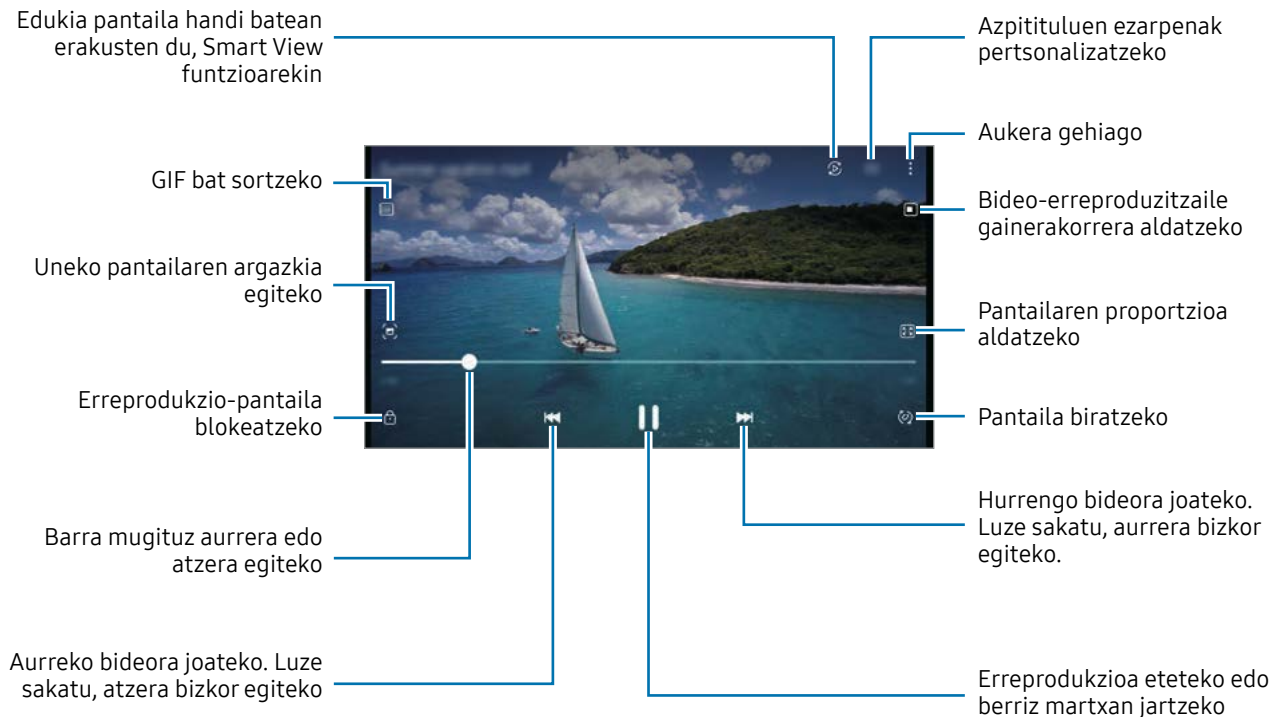 Edukia pantaila handi batean
erakusten du, Smart View
funtzioarekin
GIF bat sortzeko
Uneko pantailaren argazkia
egiteko
Erreprodukzio-pantaila
blokeatzeko
Barra mugituz aurrera edo
atzera egiteko
Aurreko bideora joateko. Luze
sakatu, atzera bizkor egiteko
Azpitituluen ezarpenak
pertsonalizatzeko
Aukera gehiago
Bideo-erreproduzitzaile
gainerakorrera aldatzeko
Pantailaren proportzioa
aldatzeko
Pantaila biratzeko
Hurrengo bideora joateko.
Luze sakatu, aurrera bizkor
egiteko.
Erreprodukzioa eteteko edo
berriz martxan jartzeko